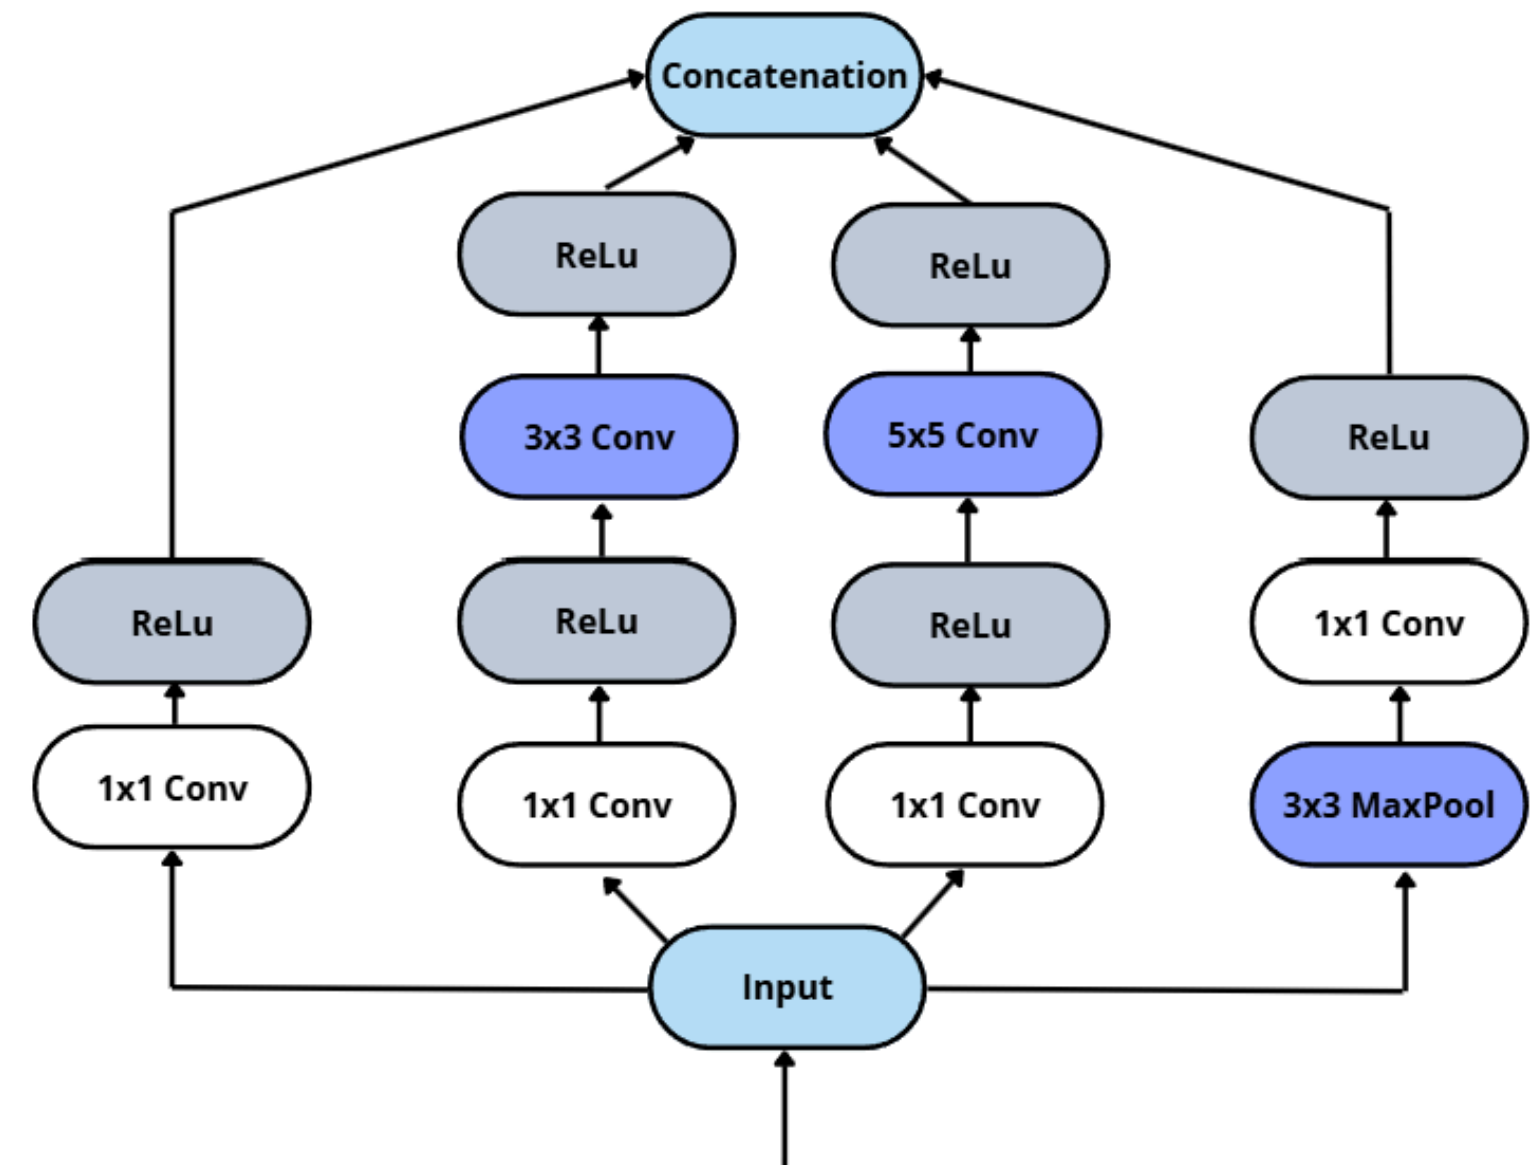 Concatenation
ReLu
ReLu
3x3 Conv
5x5 Conv
ReLu
ReLu
ReLu
ReLu
1x1 Conv
1x1 Conv
1x1 Conv
1x1 Conv
3x3 MaxPool
Input